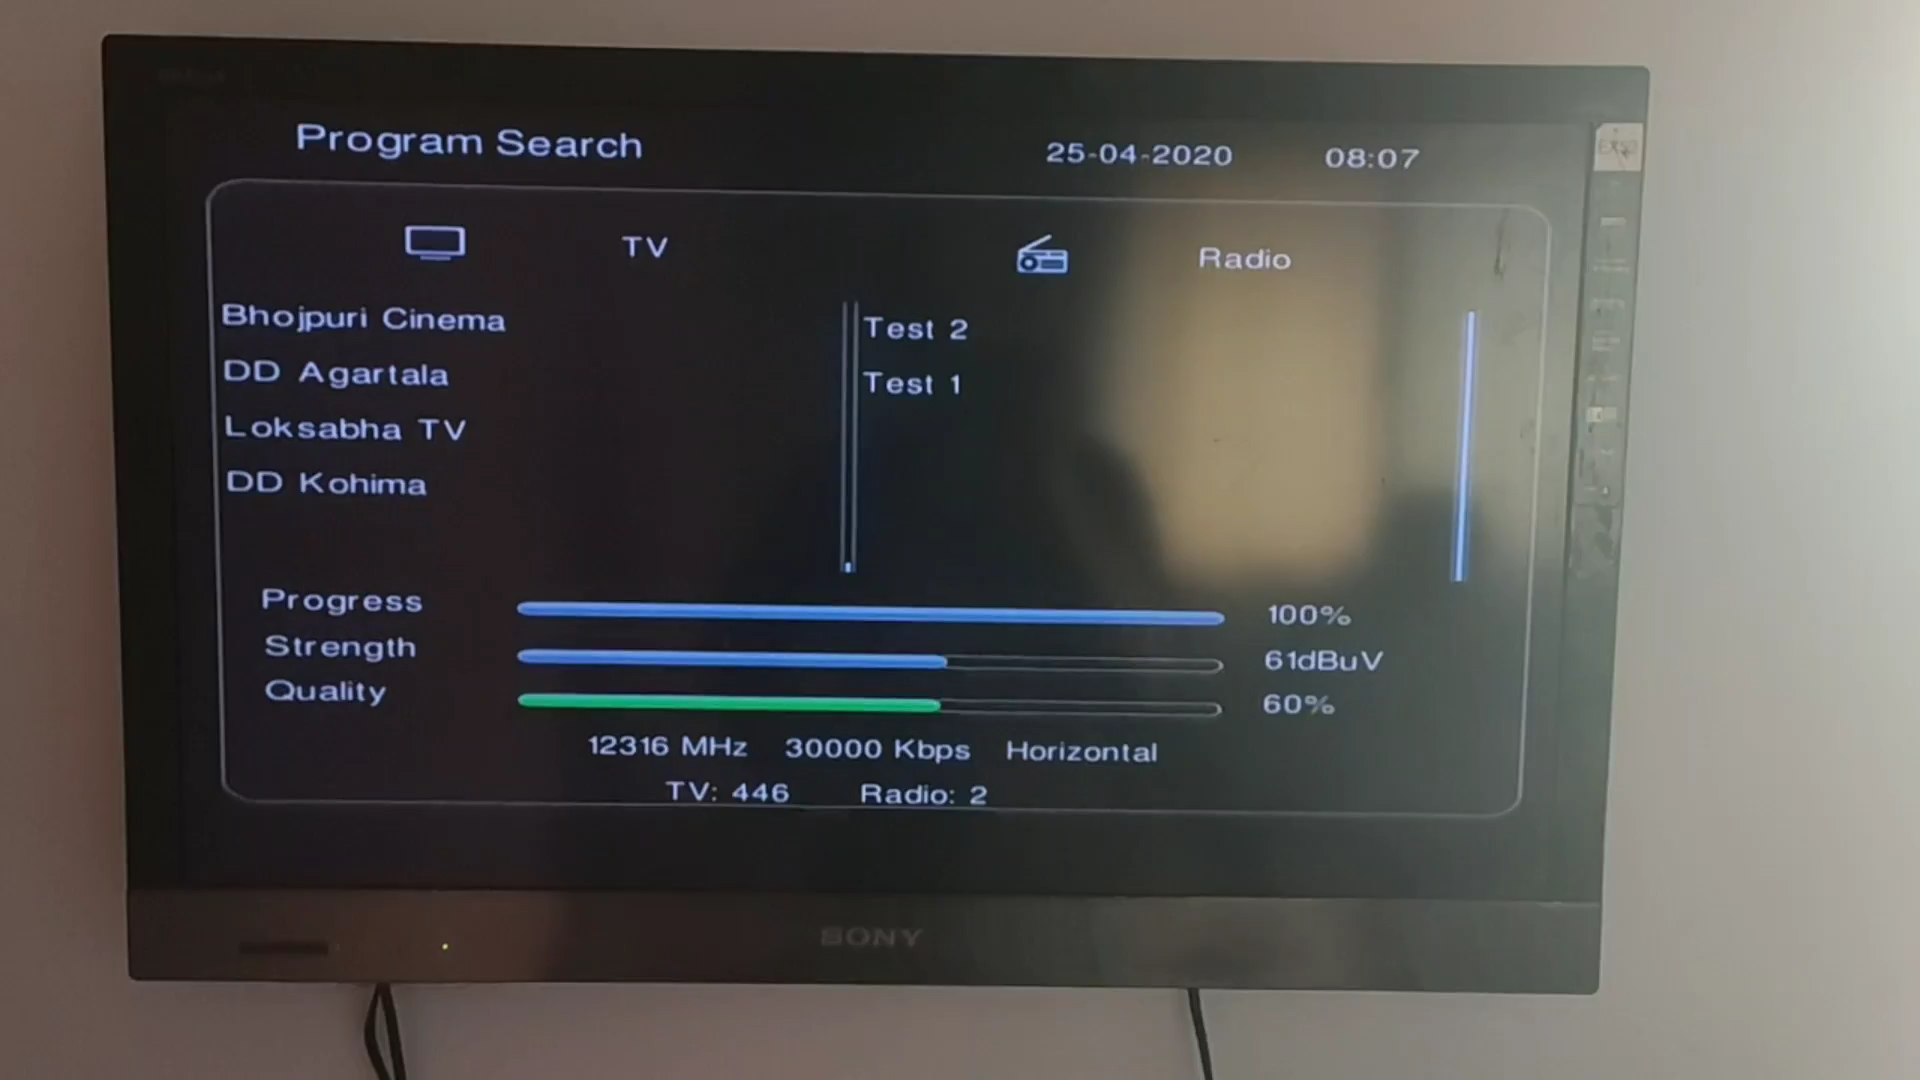 Program Search 25-04-2020 08:07
TV Radio
Bhojpuri Cinema Test 2
DD Agartala Test 1
Loksabha TV
DD Kohima
Progress 100%
Strength 61dBuV
Quality 60%
12316 MHz 30000 Kbps Horizontal
TV: 446 Radio: 2
SONY